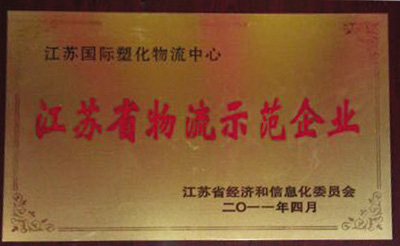 江苏国际塑化物流中心
江苏省物流示范企业
江苏省经济和信息化委员会
二〇一一年四月